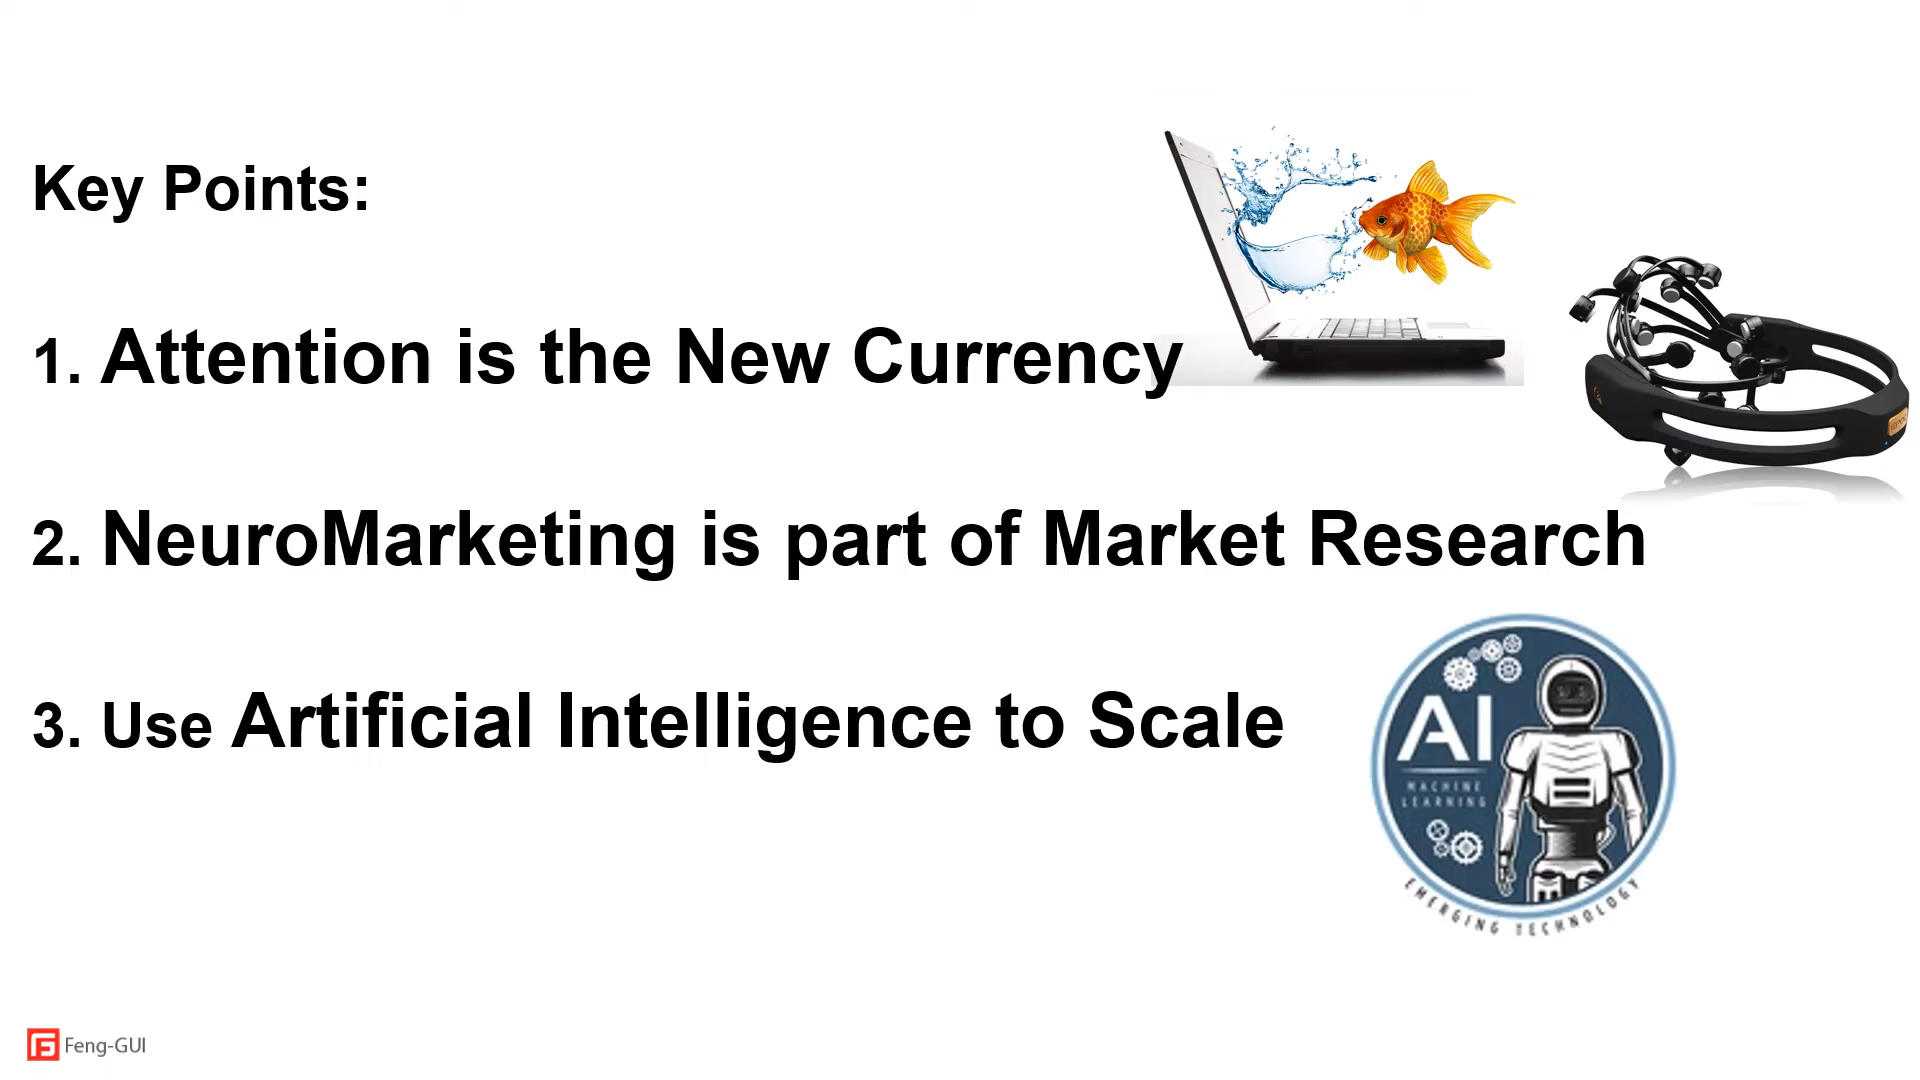 Key Points:
1. Attention is the New Currency
2. NeuroMarketing is part of Market Research
3. Use Artificial Intelligence to Scale
AI
MACHINE
LEARNING
EMERGING TECHNOLOGY
Feng-GUI